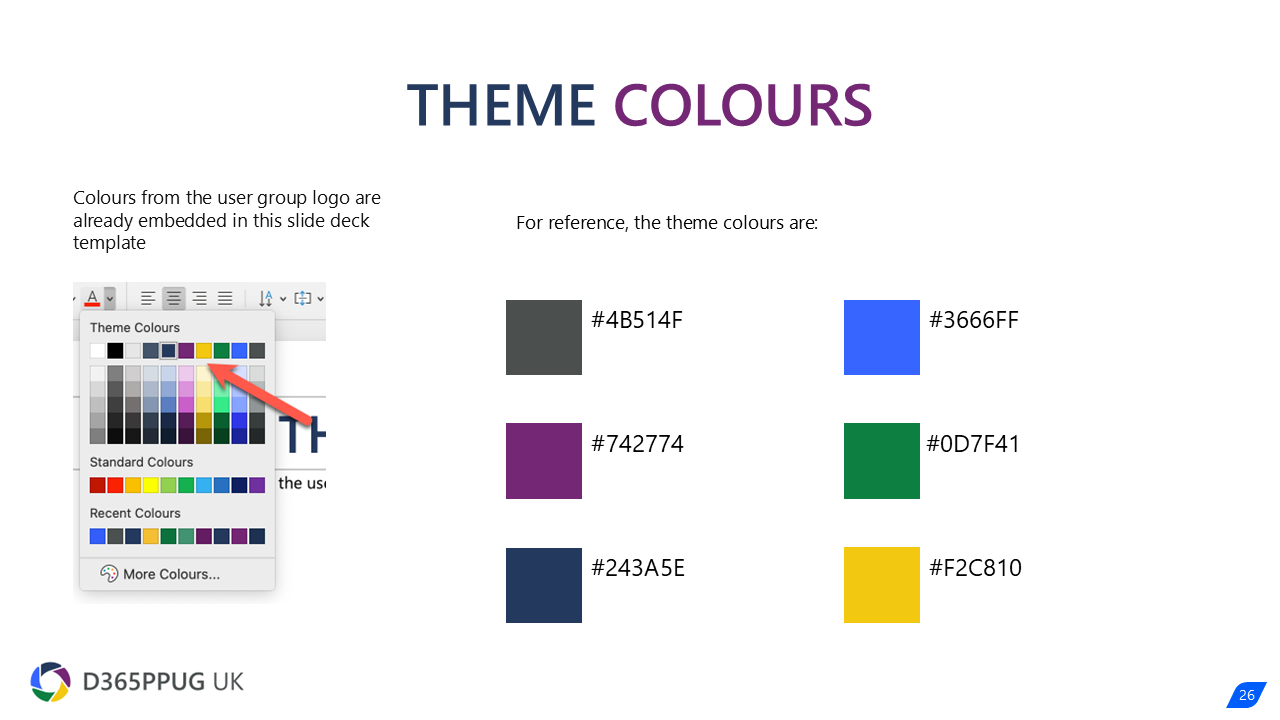 THEME COLOURS
Colours from the user group logo are
already embedded in this slide deck
template
For reference, the theme colours are:
A
Theme Colours
TH
Standard Colours
the use
Recent Colours
More Colours...
#4B514F
#3666FF
#742774
#0D7F41
#243A5E
#F2C810
D365PPUG UK
26